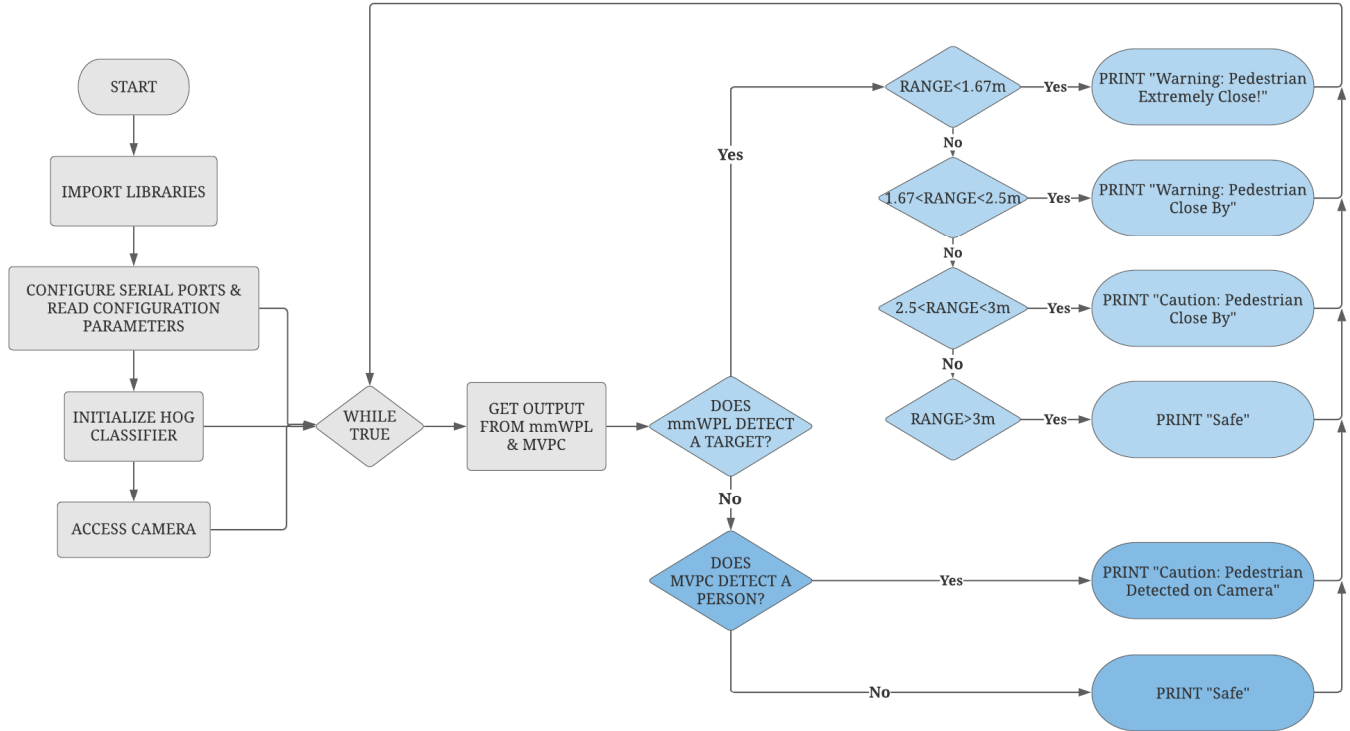 START
IMPORT LIBRARIES
CONFIGURE SERIAL PORTS &
READ CONFIGURATION
PARAMETERS
INITIALIZE HOG
CLASSIFIER
ACCESS CAMERA
WHILE
TRUE
GET OUTPUT
FROM mmWPL
& MVPC
DOES
mmWPL DETECT
A TARGET?
Yes
No
RANGE<1.67m
Yes
PRINT "Warning: Pedestrian
Extremely Close!"
No
1.67<RANGE<2.5m
Yes
PRINT "Warning: Pedestrian
Close By"
No
2.5<RANGE<3m
Yes
PRINT "Caution: Pedestrian
Close By"
No
RANGE>3m
Yes
PRINT "Safe"
DOES
MVPC DETECT A
PERSON?
Yes
PRINT "Caution: Pedestrian
Detected on Camera"
No
PRINT "Safe"